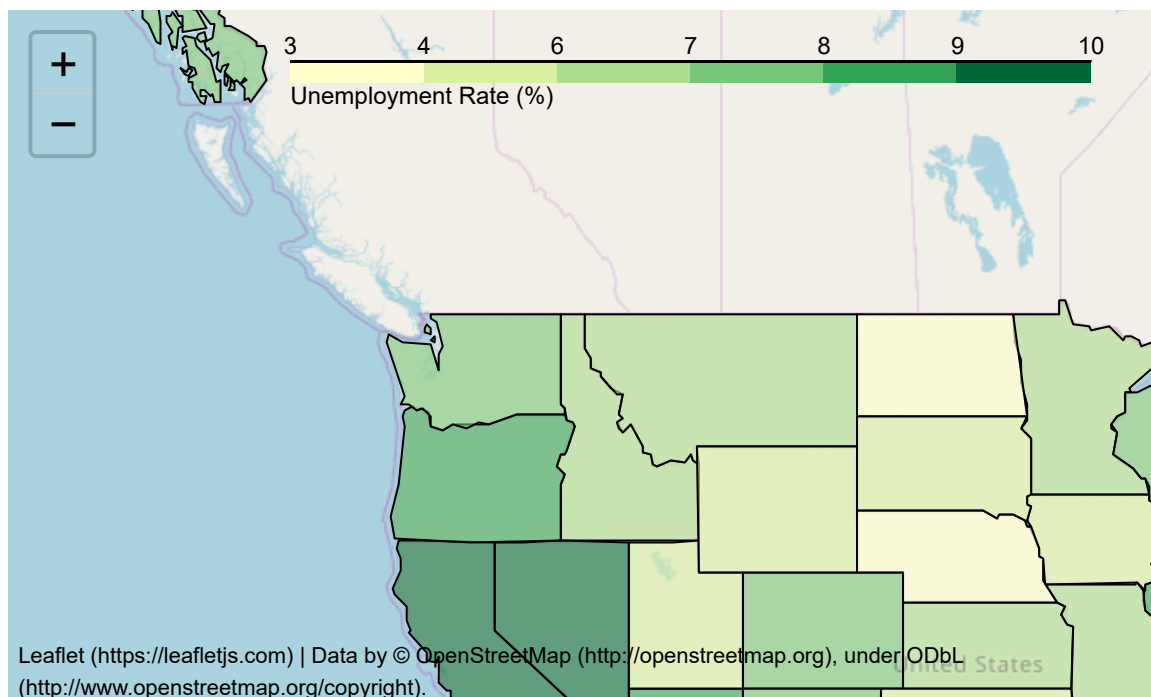 +
−
3 4 6 7 8 9 10
Unemployment Rate (%)
United States
Leaflet (https://leafletjs.com) | Data by © OpenStreetMap (http://openstreetmap.org), under ODbL
(http://www.openstreetmap.org/copyright).